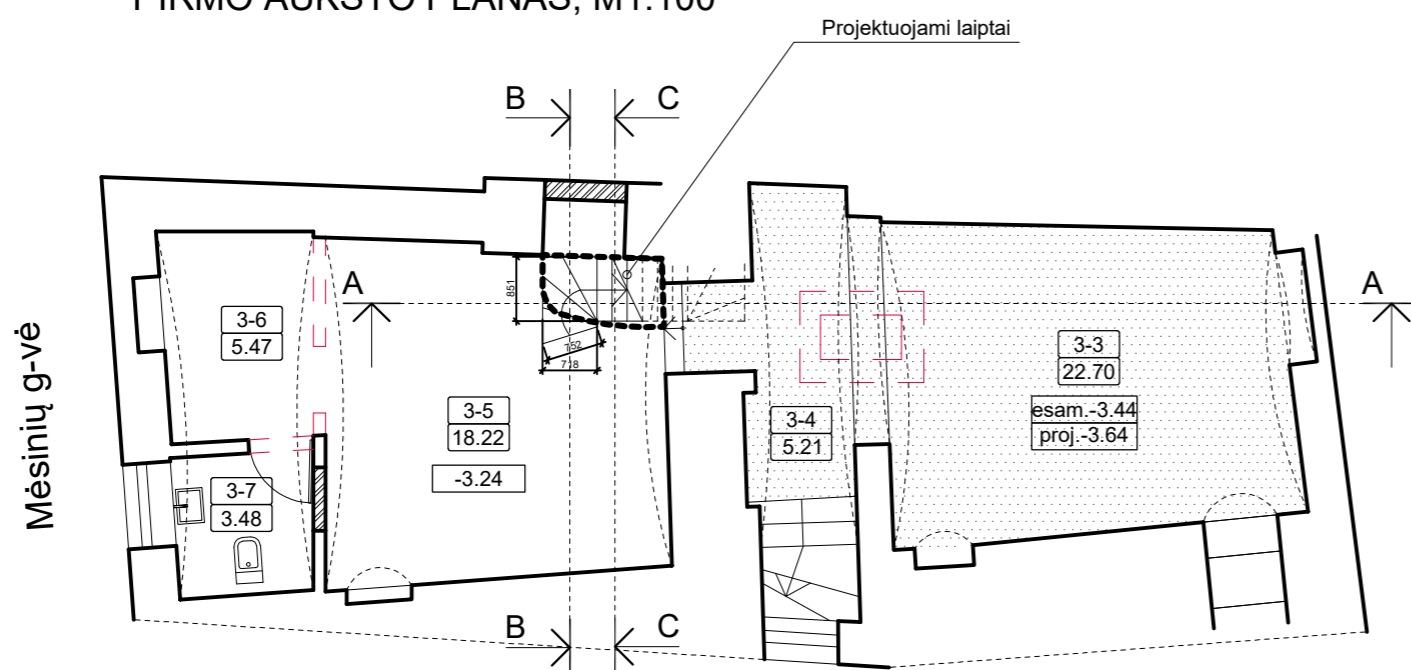 PIRMO AUKŠTO PLANAS, M1:100
Projektuojami laiptai
B
C
A
A
851
752
718
3-6
5.47
3-3
22.70
esam.-3.44
proj.-3.64
3-5
18.22
-3.24
3-4
5.21
3-7
3.48
Mėsinių g-vė
B
C